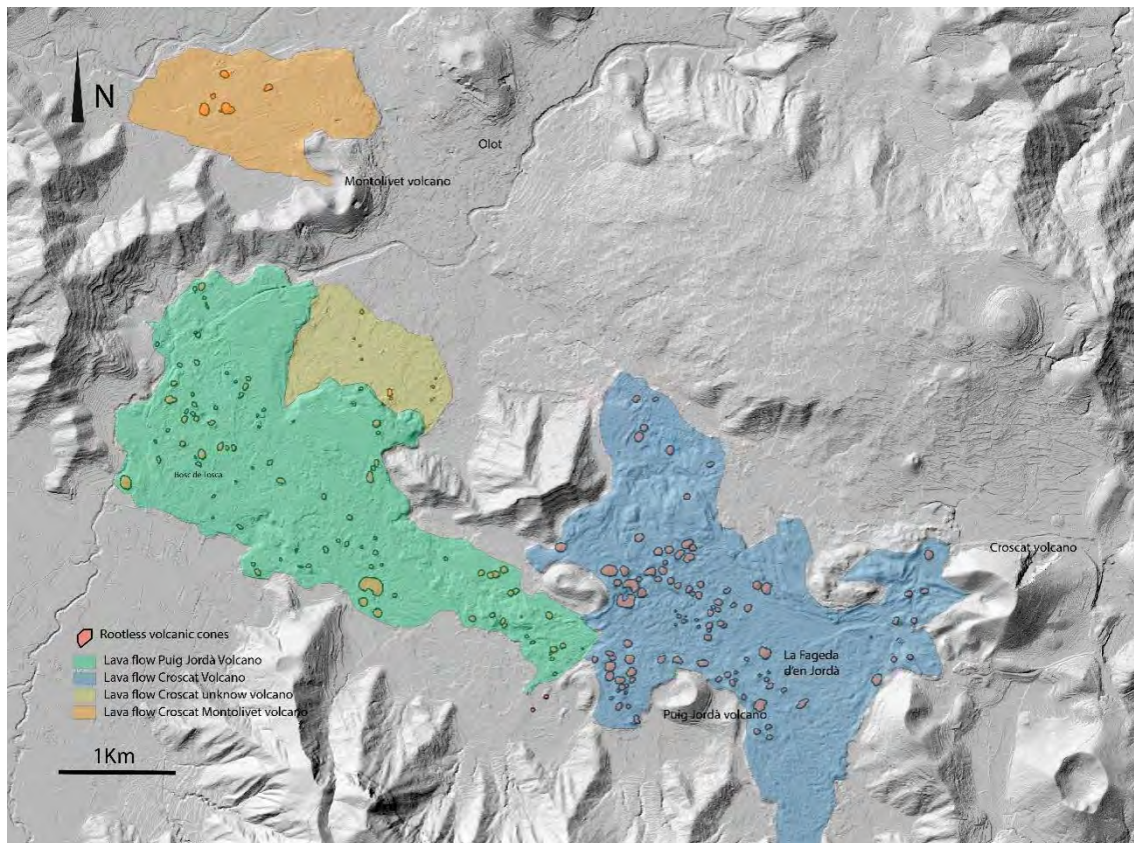 N
Olot
Montolivet volcano
Bosc de Tosca
Croscat volcano
La Fageda
d'en Jordà
Puig Jordà volcano
Rootless volcanic cones
Lava flow Puig Jordà Volcano
Lava flow Croscat Volcano
Lava flow Croscat unknow volcano
Lava flow Croscat Montolivet volcano
1Km